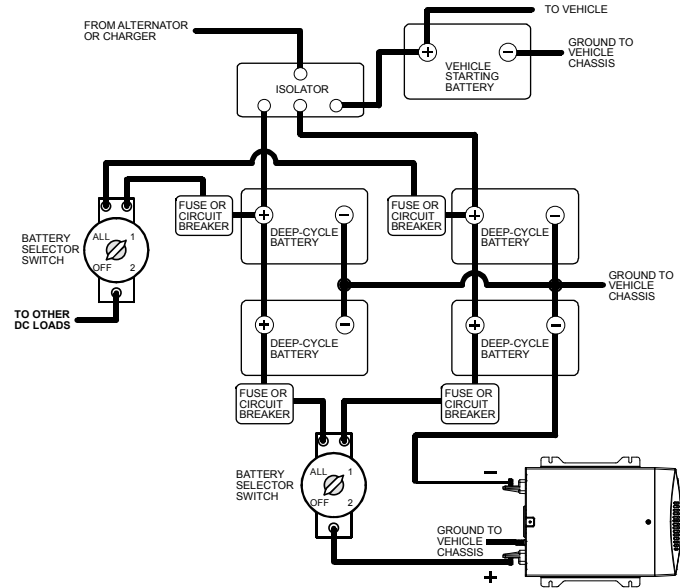 TO VEHICLE
FROM ALTERNATOR
OR CHARGER
+
−
GROUND TO
VEHICLE
CHASSIS
VEHICLE
STARTING
BATTERY
ISOLATOR
FUSE OR
CIRCUIT
BREAKER
+
−
DEEP-CYCLE
BATTERY
FUSE OR
CIRCUIT
BREAKER
+
−
DEEP-CYCLE
BATTERY
BATTERY
SELECTOR
SWITCH
ALL 1
OFF 2
GROUND TO
VEHICLE
CHASSIS
TO OTHER
DC LOADS
+
−
DEEP-CYCLE
BATTERY
+
−
DEEP-CYCLE
BATTERY
FUSE OR
CIRCUIT
BREAKER
FUSE OR
CIRCUIT
BREAKER
BATTERY
SELECTOR
SWITCH
ALL 1
OFF 2
−
GROUND TO
VEHICLE
CHASSIS
+